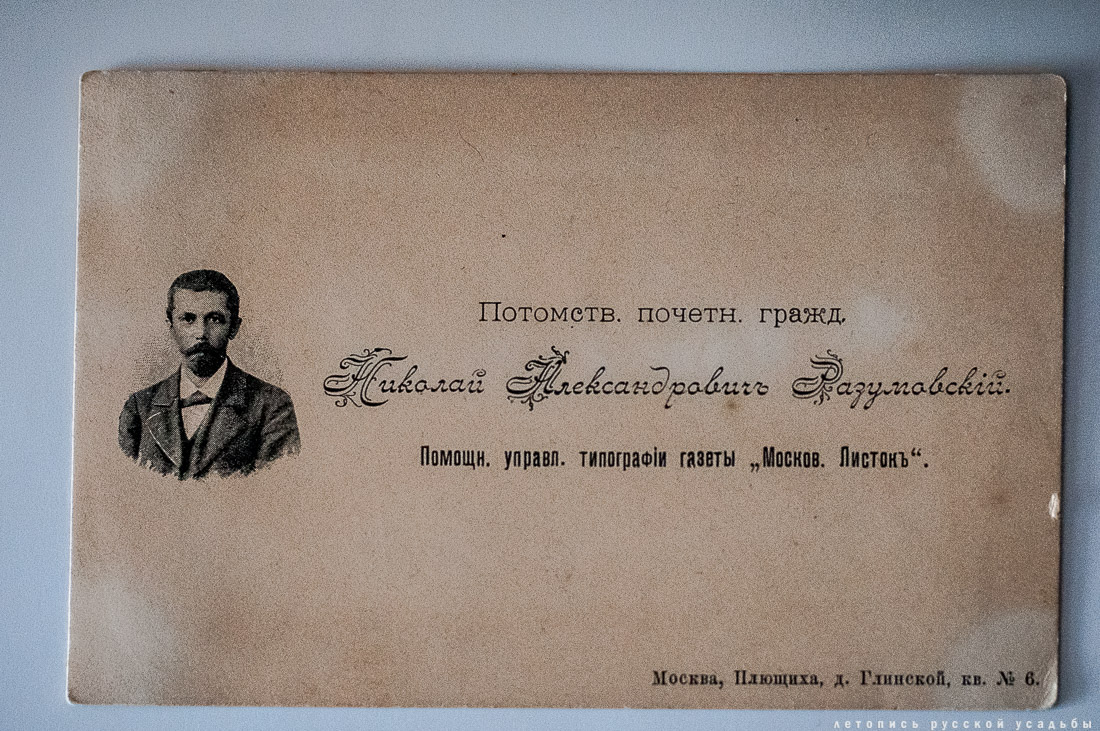 Потомств. почетн. гражд.
Николай Александровичъ Разумовскій.
Помощн. управл. типографіи газеты „Москов. Листокъ“.
Москва, Плющиха, д. Глинской, кв. № 6.
летопись русской усадьбы